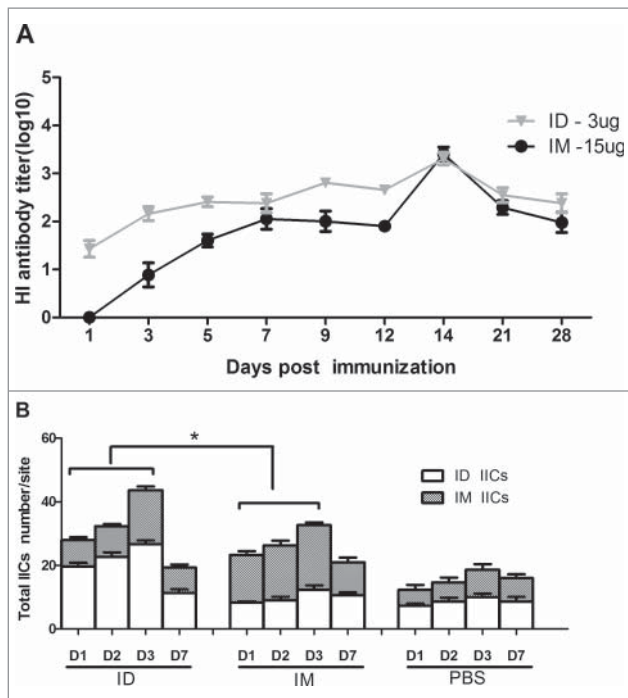 A
HI antibody titer(log10)
5
4
3
2
1
0
ID - 3ug
IM -15ug
1 3 5 7 9 12 14 21 28
Days post immunization
B
Total IICs number/site
60
40
20
0
*
ID IICs
IM IICs
D1 D2 D3 D7 D1 D2 D3 D7 D1 D2 D3 D7
ID IM PBS